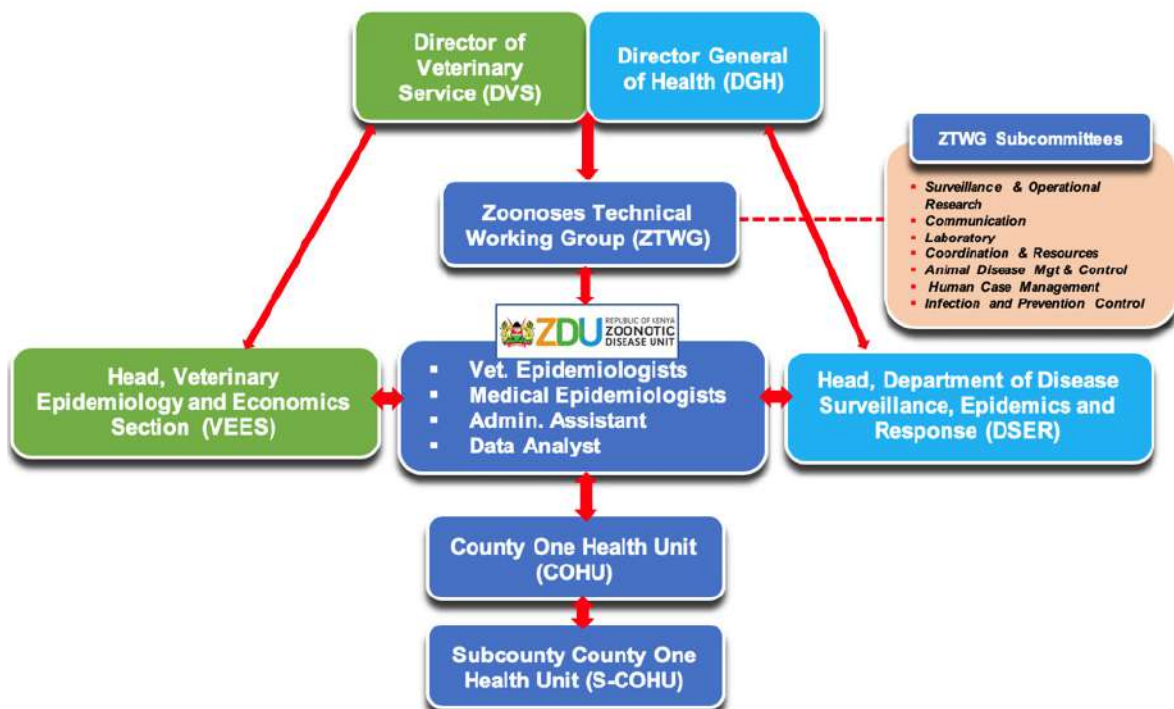 Director of
Veterinary
Service (DVS)
Director General
of Health (DGH)
ZTWG Subcommittees
▪ Surveillance & Operational
Research
▪ Communication
▪ Laboratory
▪ Coordination & Resources
▪ Animal Disease Mgt & Control
▪ Human Case Management
▪ Infection and Prevention Control
Zoonoses Technical
Working Group (ZTWG)
ZDU
REPUBLIC OF KENYA
ZOONOTIC
DISEASE UNIT
Head, Veterinary
Epidemiology and Economics
Section (VEES)
▪ Vet. Epidemiologists
▪ Medical Epidemiologists
▪ Admin. Assistant
▪ Data Analyst
Head, Department of Disease
Surveillance, Epidemics and
Response (DSER)
County One Health Unit
(COHU)
Subcounty County One
Health Unit (S-COHU)